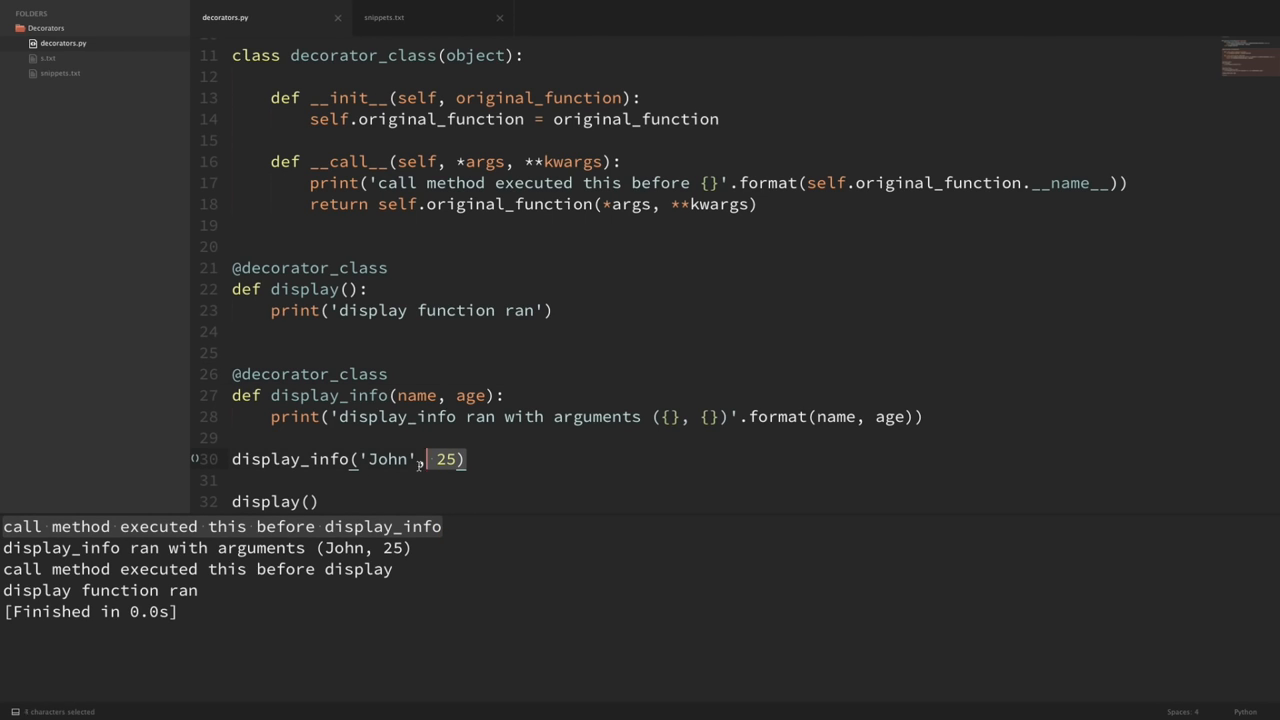 FOLDERS
Decorators
decorators.py
s.txt
snippets.txt
decorators.py
snippets.txt
11 class decorator_class(object):
12
13     def __init__(self, original_function):
14         self.original_function = original_function
15
16     def __call__(self, *args, **kwargs):
17         print('call method executed this before {}'.format(self.original_function.__name__))
18         return self.original_function(*args, **kwargs)
19
20
21 @decorator_class
22 def display():
23     print('display function ran')
24
25
26 @decorator_class
27 def display_info(name, age):
28     print('display_info ran with arguments ({}, {})'.format(name, age))
29
30 display_info('John', 25)
31
32 display()
call method executed this before display_info
display_info ran with arguments (John, 25)
call method executed this before display
display function ran
[Finished in 0.0s]
4 characters selected
Spaces: 4
Python